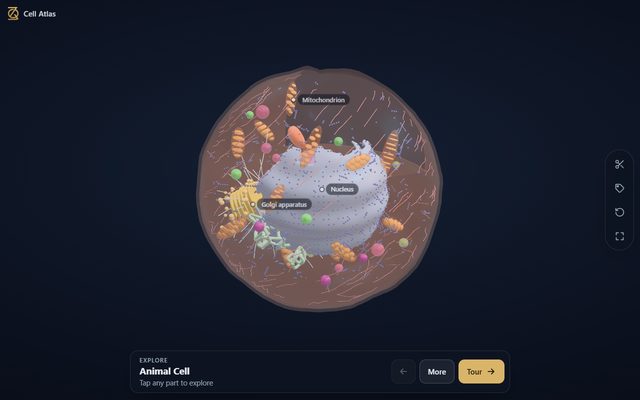 Cell Atlas
Mitochondrion
Nucleus
Golgi apparatus
EXPLORE
Animal Cell
Tap any part to explore
More
Tour